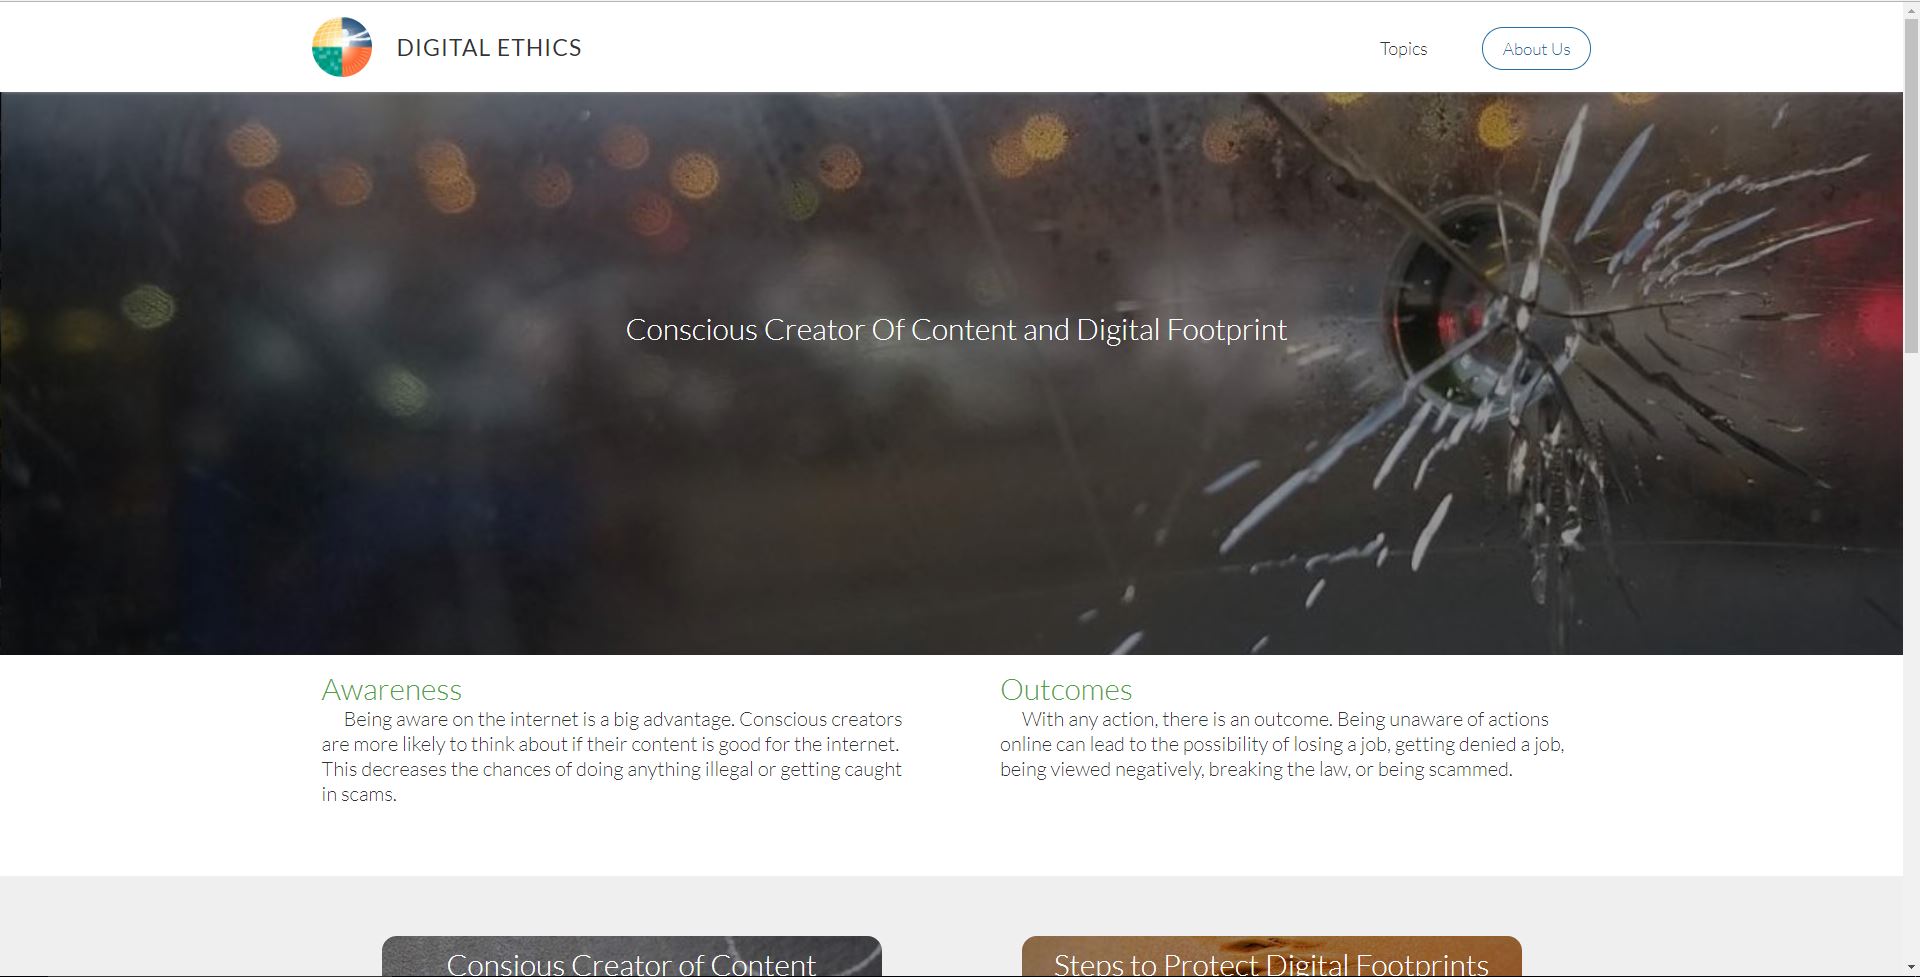 DIGITAL ETHICS
Topics
About Us
Conscious Creator Of Content and Digital Footprint
Awareness
Being aware on the internet is a big advantage. Conscious creators
are more likely to think about if their content is good for the internet.
This decreases the chances of doing anything illegal or getting caught
in scams.
Outcomes
With any action, there is an outcome. Being unaware of actions
online can lead to the possibility of losing a job, getting denied a job,
being viewed negatively, breaking the law, or being scammed.
Consious Creator of Content
Steps to Protect Digital Footprints